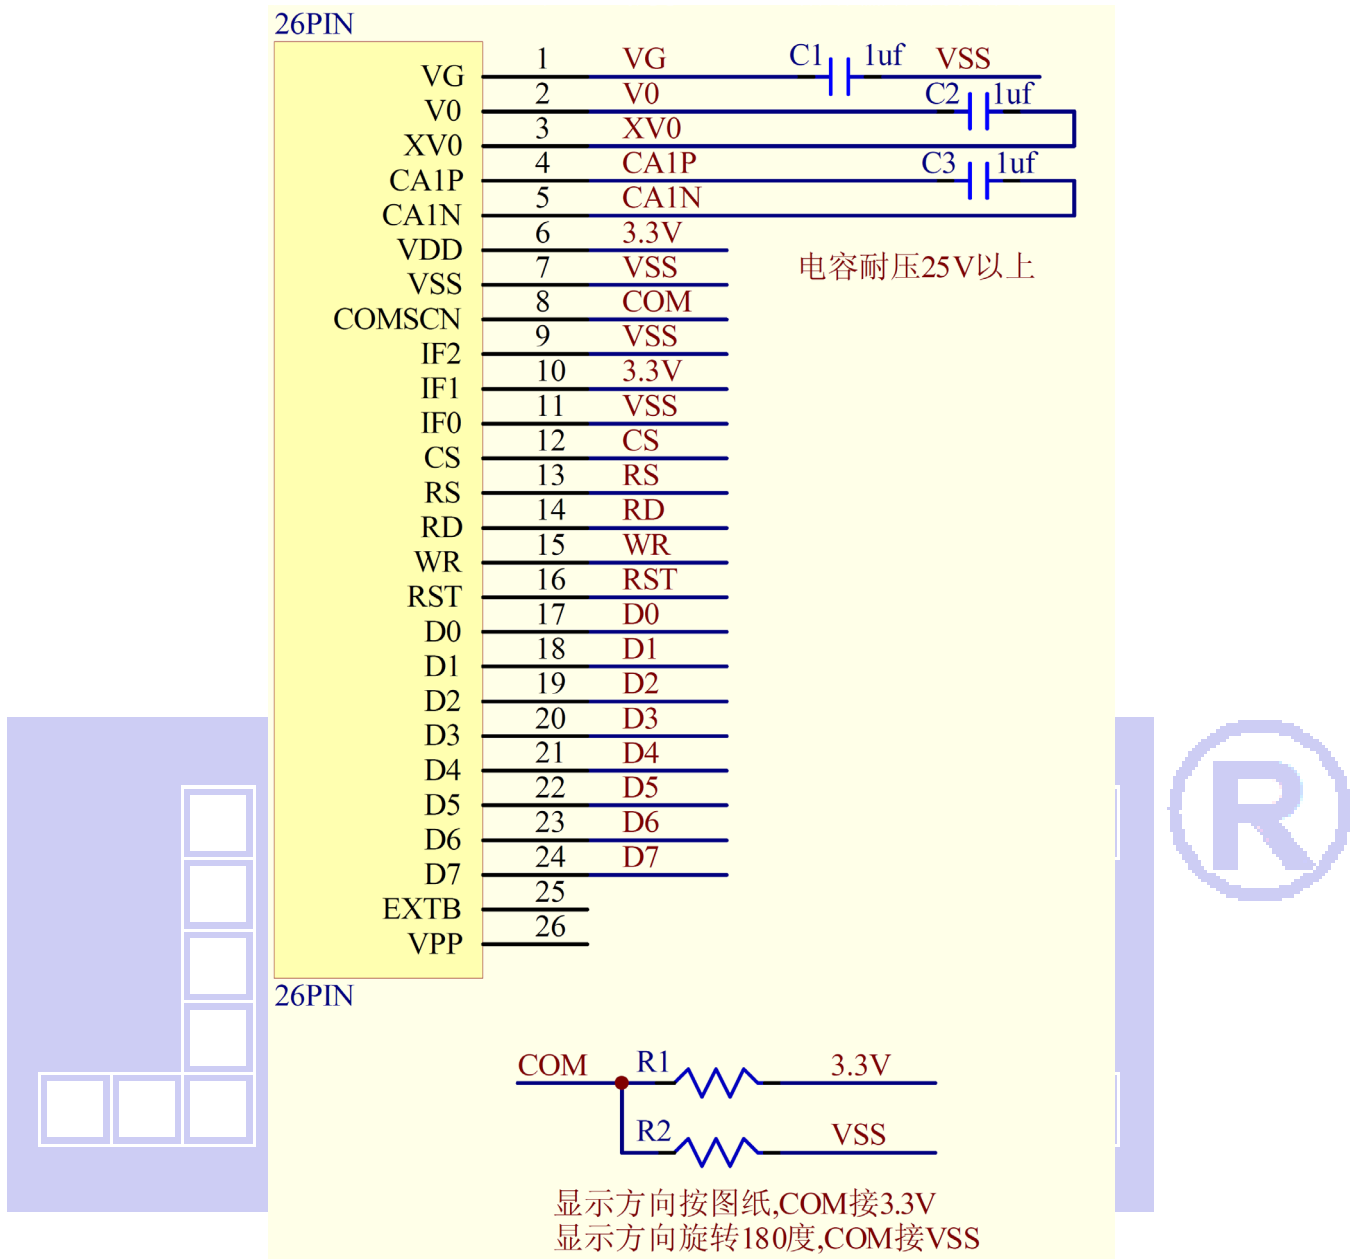 26PIN
VG 1 VG C1 1uf VSS
V0 2 V0 C2 1uf
XV0 3 XV0
CA1P 4 CA1P C3 1uf
CA1N 5 CA1N
VDD 6 3.3V
VSS 7 VSS
电容耐压25V以上
COMSCN 8 COM
IF2 9 VSS
IF1 10 3.3V
IF0 11 VSS
CS 12 CS
RS 13 RS
RD 14 RD
WR 15 WR
RST 16 RST
D0 17 D0
D1 18 D1
D2 19 D2
D3 20 D3
D4 21 D4
D5 22 D5
D6 23 D6
D7 24 D7
EXTB 25
VPP 26
26PIN
®
COM R1 3.3V
R2 VSS
显示方向按图纸,COM接3.3V
显示方向旋转180度,COM接VSS